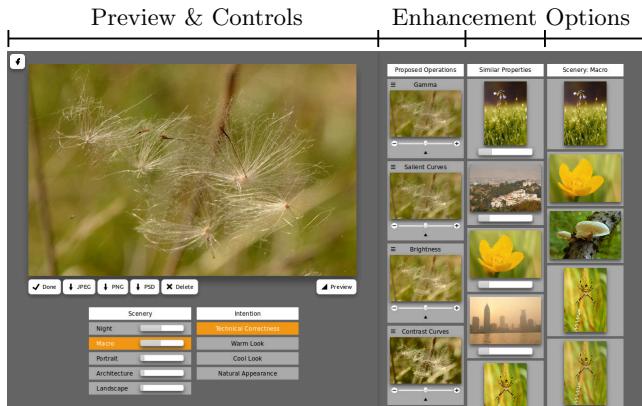 Preview & Controls
Enhancement Options
Proposed Operations
Similar Properties
Scenery: Macro
Gamma
Salient Curves
Brightness
Contrast Curves
Done
JPEG
PNG
PSD
Delete
Preview
Scenery
Intention
Night
Technical Correctness
Macro
Warm Look
Portrait
Cool Look
Architecture
Natural Appearance
Landscape